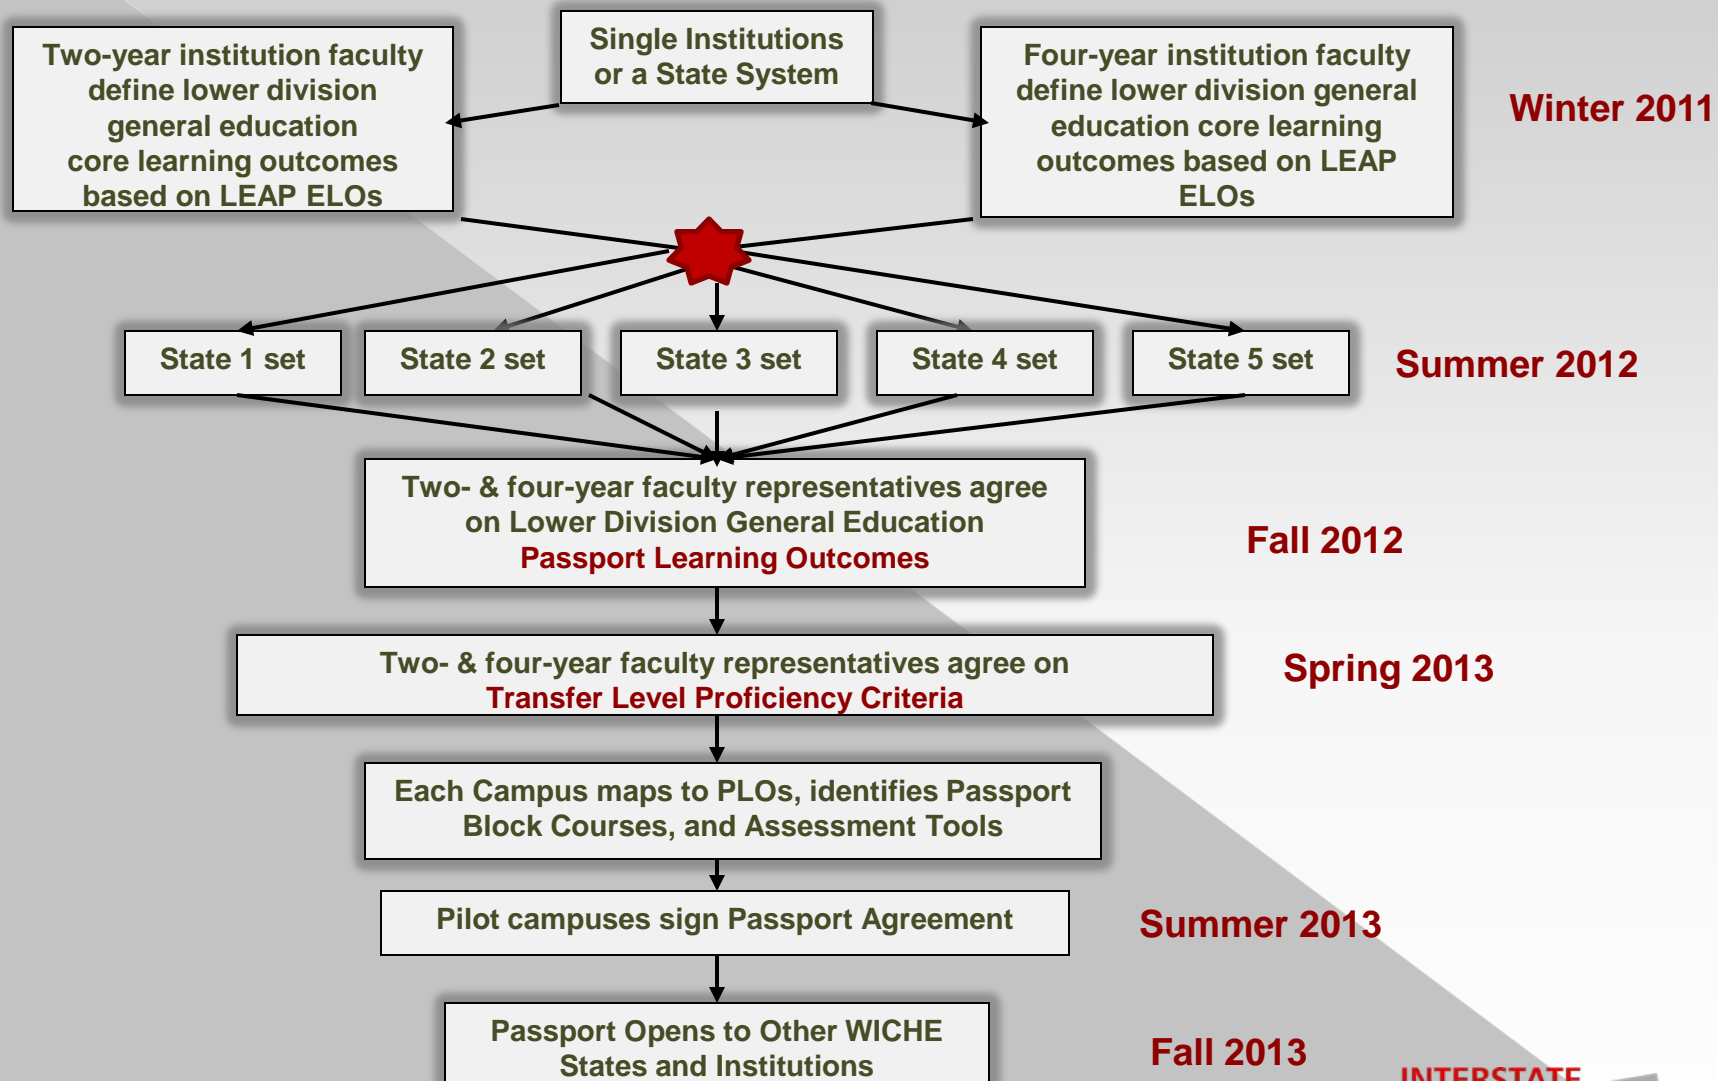 Single Institutions
or a State System
Two-year institution faculty
define lower division
general education
core learning outcomes
based on LEAP ELOs
Four-year institution faculty
define lower division general
education core learning
outcomes based on LEAP
ELOs
Winter 2011
State 1 set
State 2 set
State 3 set
State 4 set
State 5 set
Summer 2012
Two- & four-year faculty representatives agree
on Lower Division General Education
Passport Learning Outcomes
Fall 2012
Two- & four-year faculty representatives agree on
Transfer Level Proficiency Criteria
Spring 2013
Each Campus maps to PLOs, identifies Passport
Block Courses, and Assessment Tools
Pilot campuses sign Passport Agreement
Summer 2013
Passport Opens to Other WICHE
States and Institutions
Fall 2013
INTERSTATE